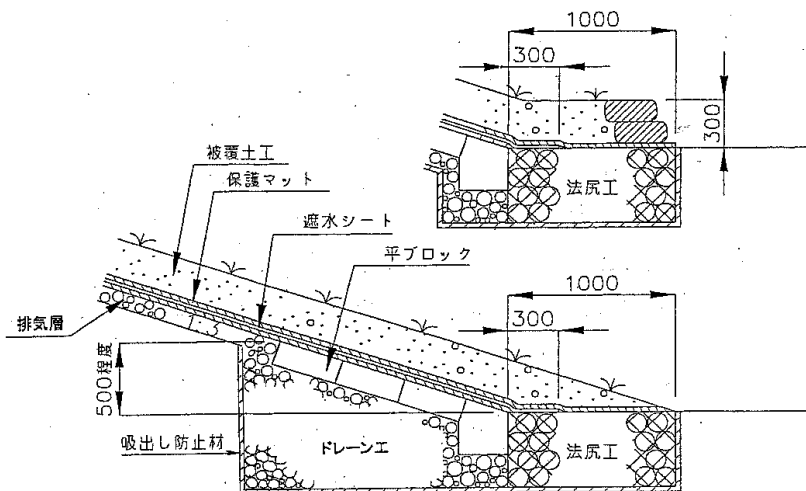 1000
300
300
法尻工
被覆土工
保護マット
遮水シート
平ブロック
1000
300
排気層
1:3
500程度
吸出し防止材
ドレーン工
法尻工